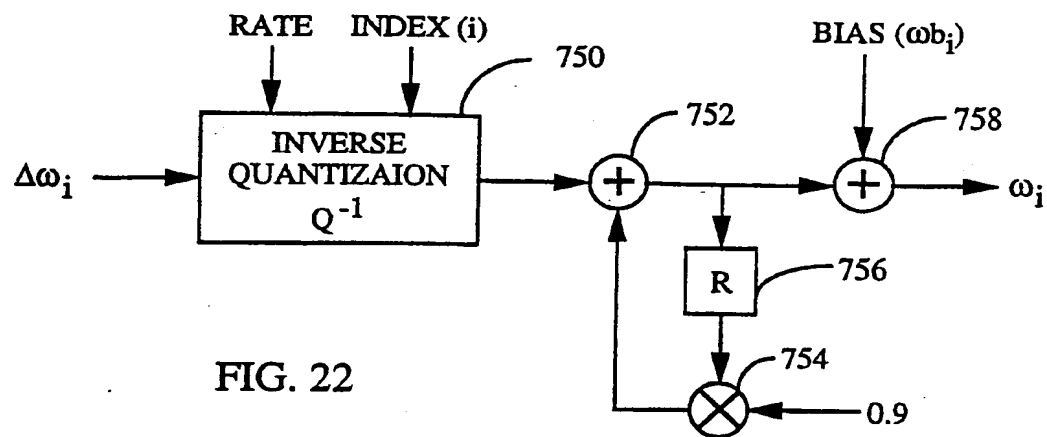 RATE INDEX (i)
BIAS (ωbᵢ)
750
752
758
INVERSE
QUANTIZAION
Q⁻¹
Δωᵢ
+
+
ωᵢ
R
756
754
0.9
FIG. 22